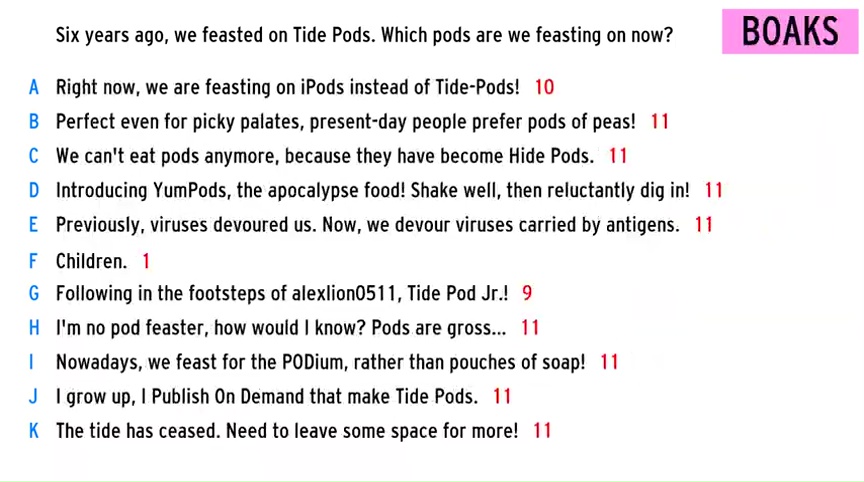 Six years ago, we feasted on Tide Pods. Which pods are we feasting on now?
BOAKS
A Right now, we are feasting on iPods instead of Tide-Pods! 10
B Perfect even for picky palates, present-day people prefer pods of peas! 11
C We can't eat pods anymore, because they have become Hide Pods. 11
D Introducing YumPods, the apocalypse food! Shake well, then reluctantly dig in! 11
E Previously, viruses devoured us. Now, we devour viruses carried by antigens. 11
F Children. 1
G Following in the footsteps of alexlion0511, Tide Pod Jr.! 9
H I'm no pod feaster, how would I know? Pods are gross... 11
I Nowadays, we feast for the PODium, rather than pouches of soap! 11
J I grow up, I Publish On Demand that make Tide Pods. 11
K The tide has ceased. Need to leave some space for more! 11